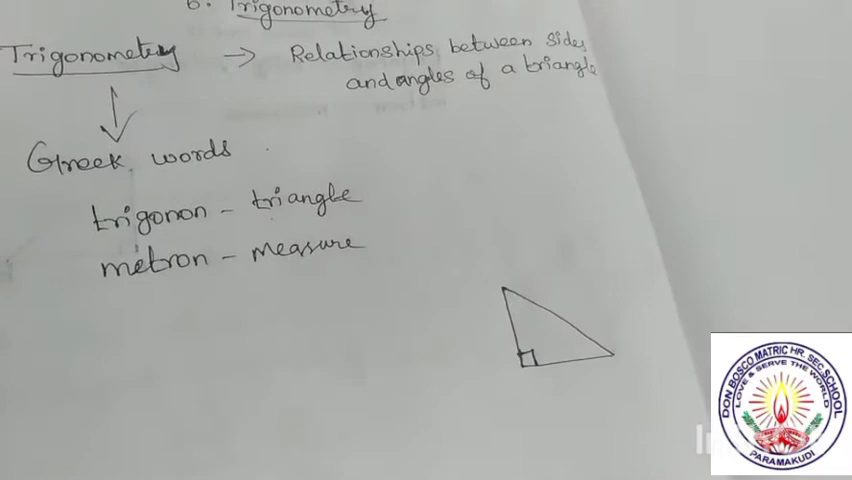 6. Trigonometry
Trigonometry → Relationships between sides
and angles of a triangle
Greek words
trigonon - triangle
metron - measure
DON BOSCO MATRIC HR. SEC. SCHOOL
LOVE & SERVE THE WORLD
PARAMAKUDI